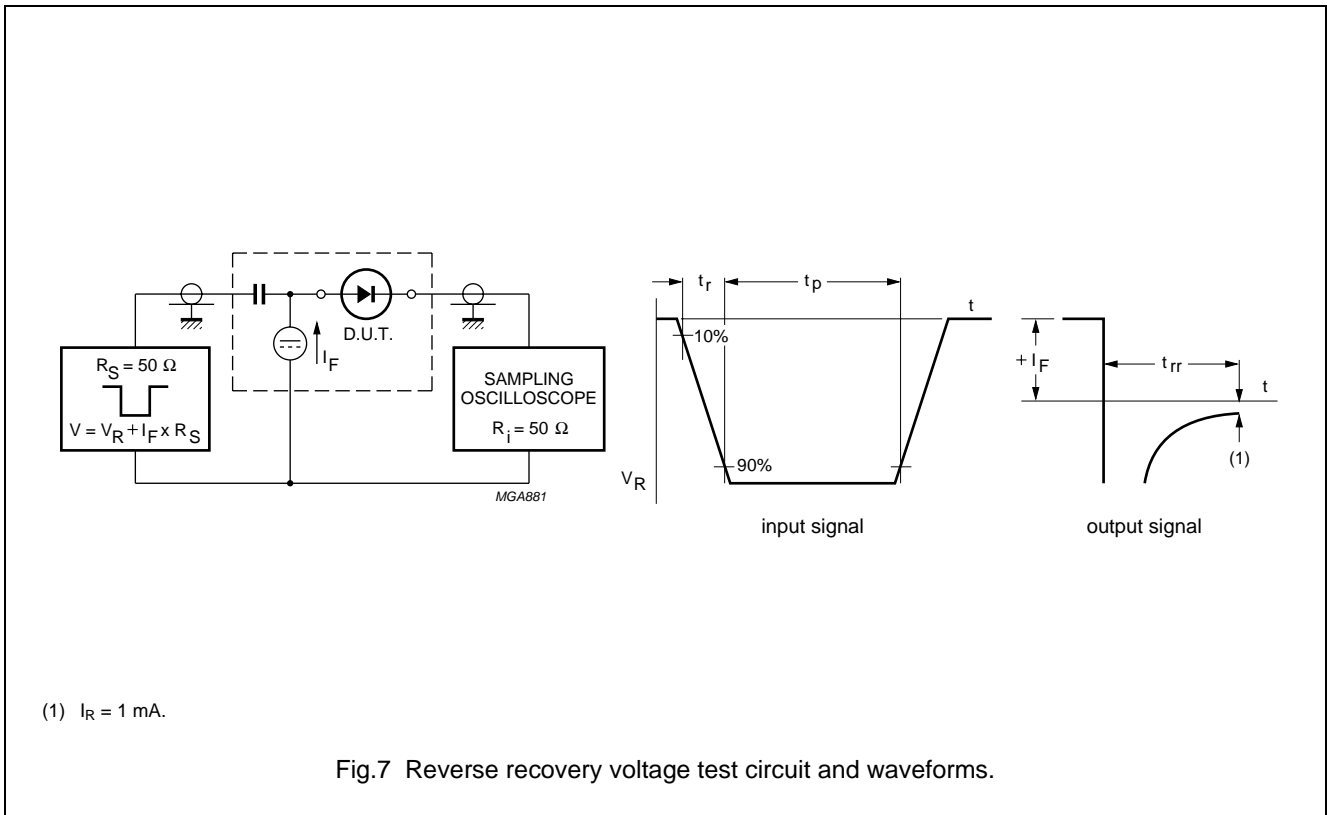 R_S = 50 Ω
V = V_R + I_F x R_S
I_F
D.U.T.
SAMPLING
OSCILLOSCOPE
R_i = 50 Ω
MGA881
t_r
t_p
t
10%
90%
V_R
input signal
+ I_F
t_rr
t
(1)
output signal
(1) I_R = 1 mA.
Fig.7 Reverse recovery voltage test circuit and waveforms.